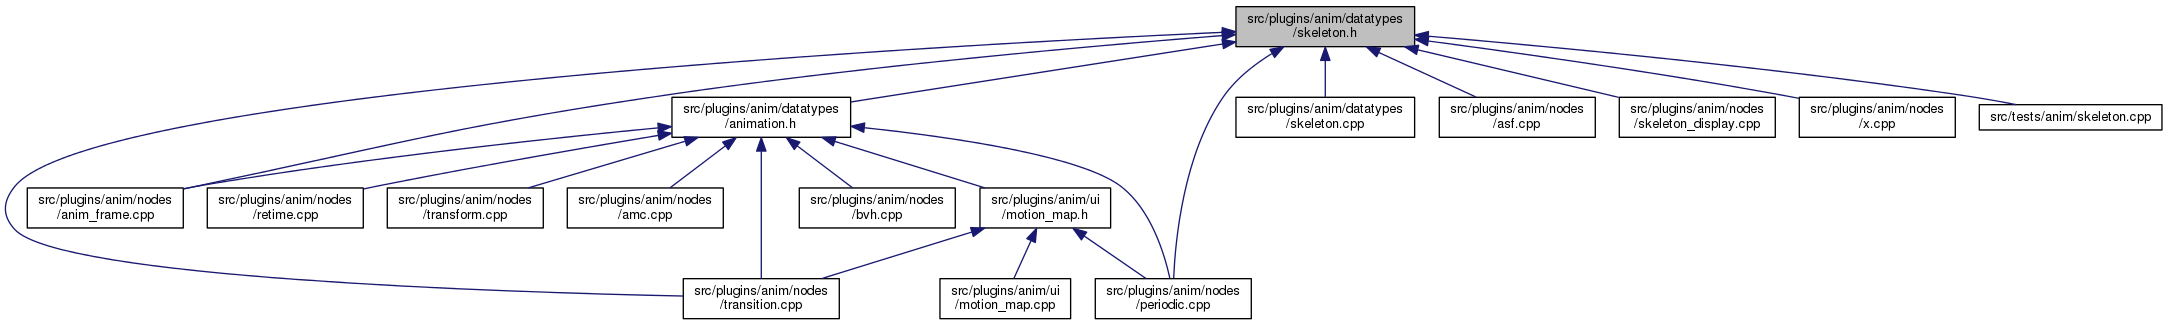 src/plugins/anim/datatypes
/skeleton.h
src/plugins/anim/datatypes
/animation.h
src/plugins/anim/datatypes
/skeleton.cpp
src/plugins/anim/nodes
/asf.cpp
src/plugins/anim/nodes
/skeleton_display.cpp
src/plugins/anim/nodes
/x.cpp
src/tests/anim/skeleton.cpp
src/plugins/anim/nodes
/anim_frame.cpp
src/plugins/anim/nodes
/retime.cpp
src/plugins/anim/nodes
/transform.cpp
src/plugins/anim/nodes
/amc.cpp
src/plugins/anim/nodes
/bvh.cpp
src/plugins/anim/ui
/motion_map.h
src/plugins/anim/nodes
/transition.cpp
src/plugins/anim/ui
/motion_map.cpp
src/plugins/anim/nodes
/periodic.cpp